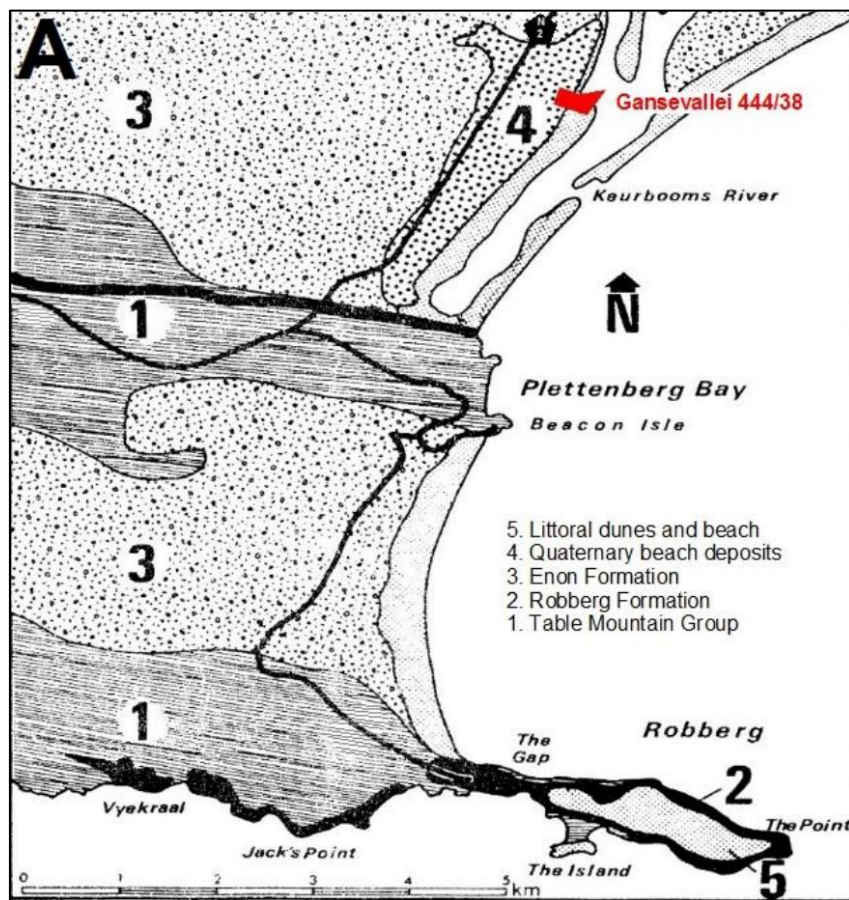 A
N
2
3
4
Gansevallei 444/38
Keurbooms River
1
N
Plettenberg Bay
Beacon Isle
5. Littoral dunes and beach
4. Quaternary beach deposits
3. Enon Formation
2. Robberg Formation
1. Table Mountain Group
3
1
The
Gap
Robberg
2
Vyekraal
The Point
Jack's Point
The Island
5
0 1 2 3 4 5
km